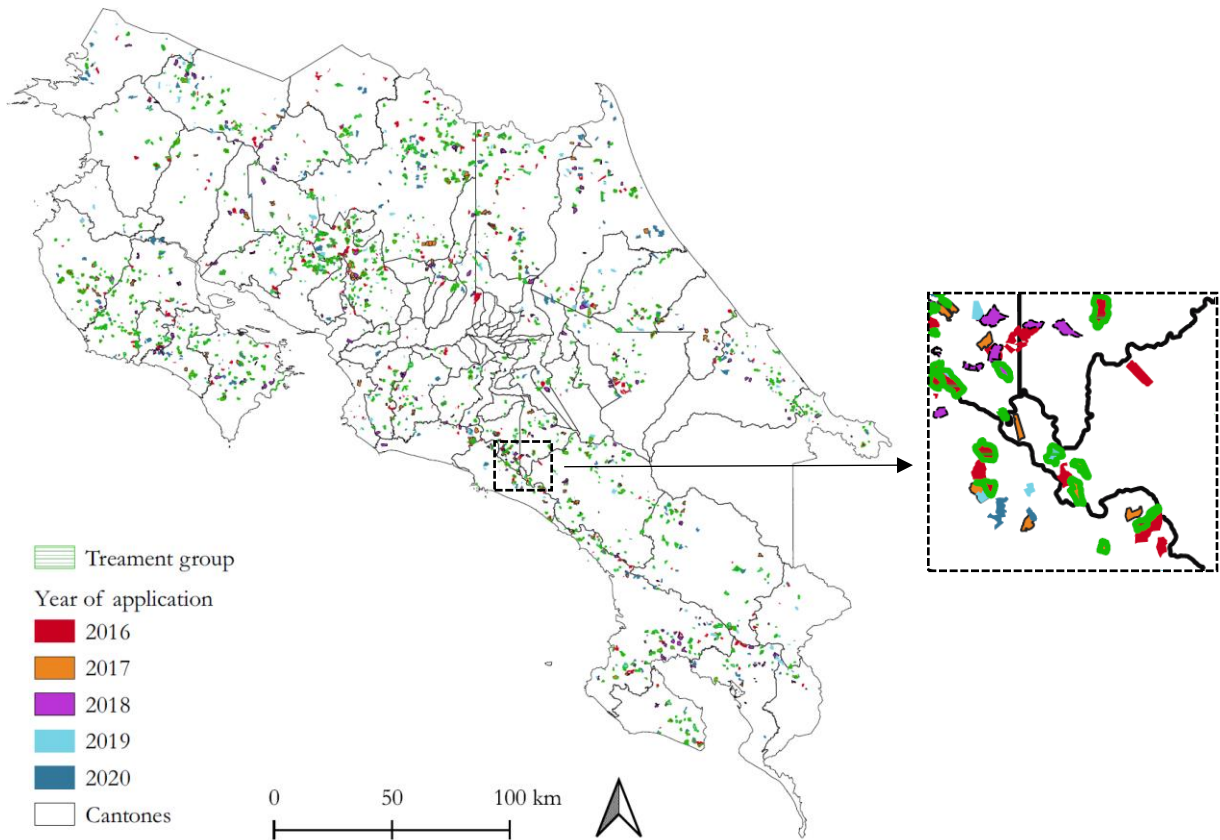 Treament group
Year of application
2016
2017
2018
2019
2020
Cantones
0 50 100 km